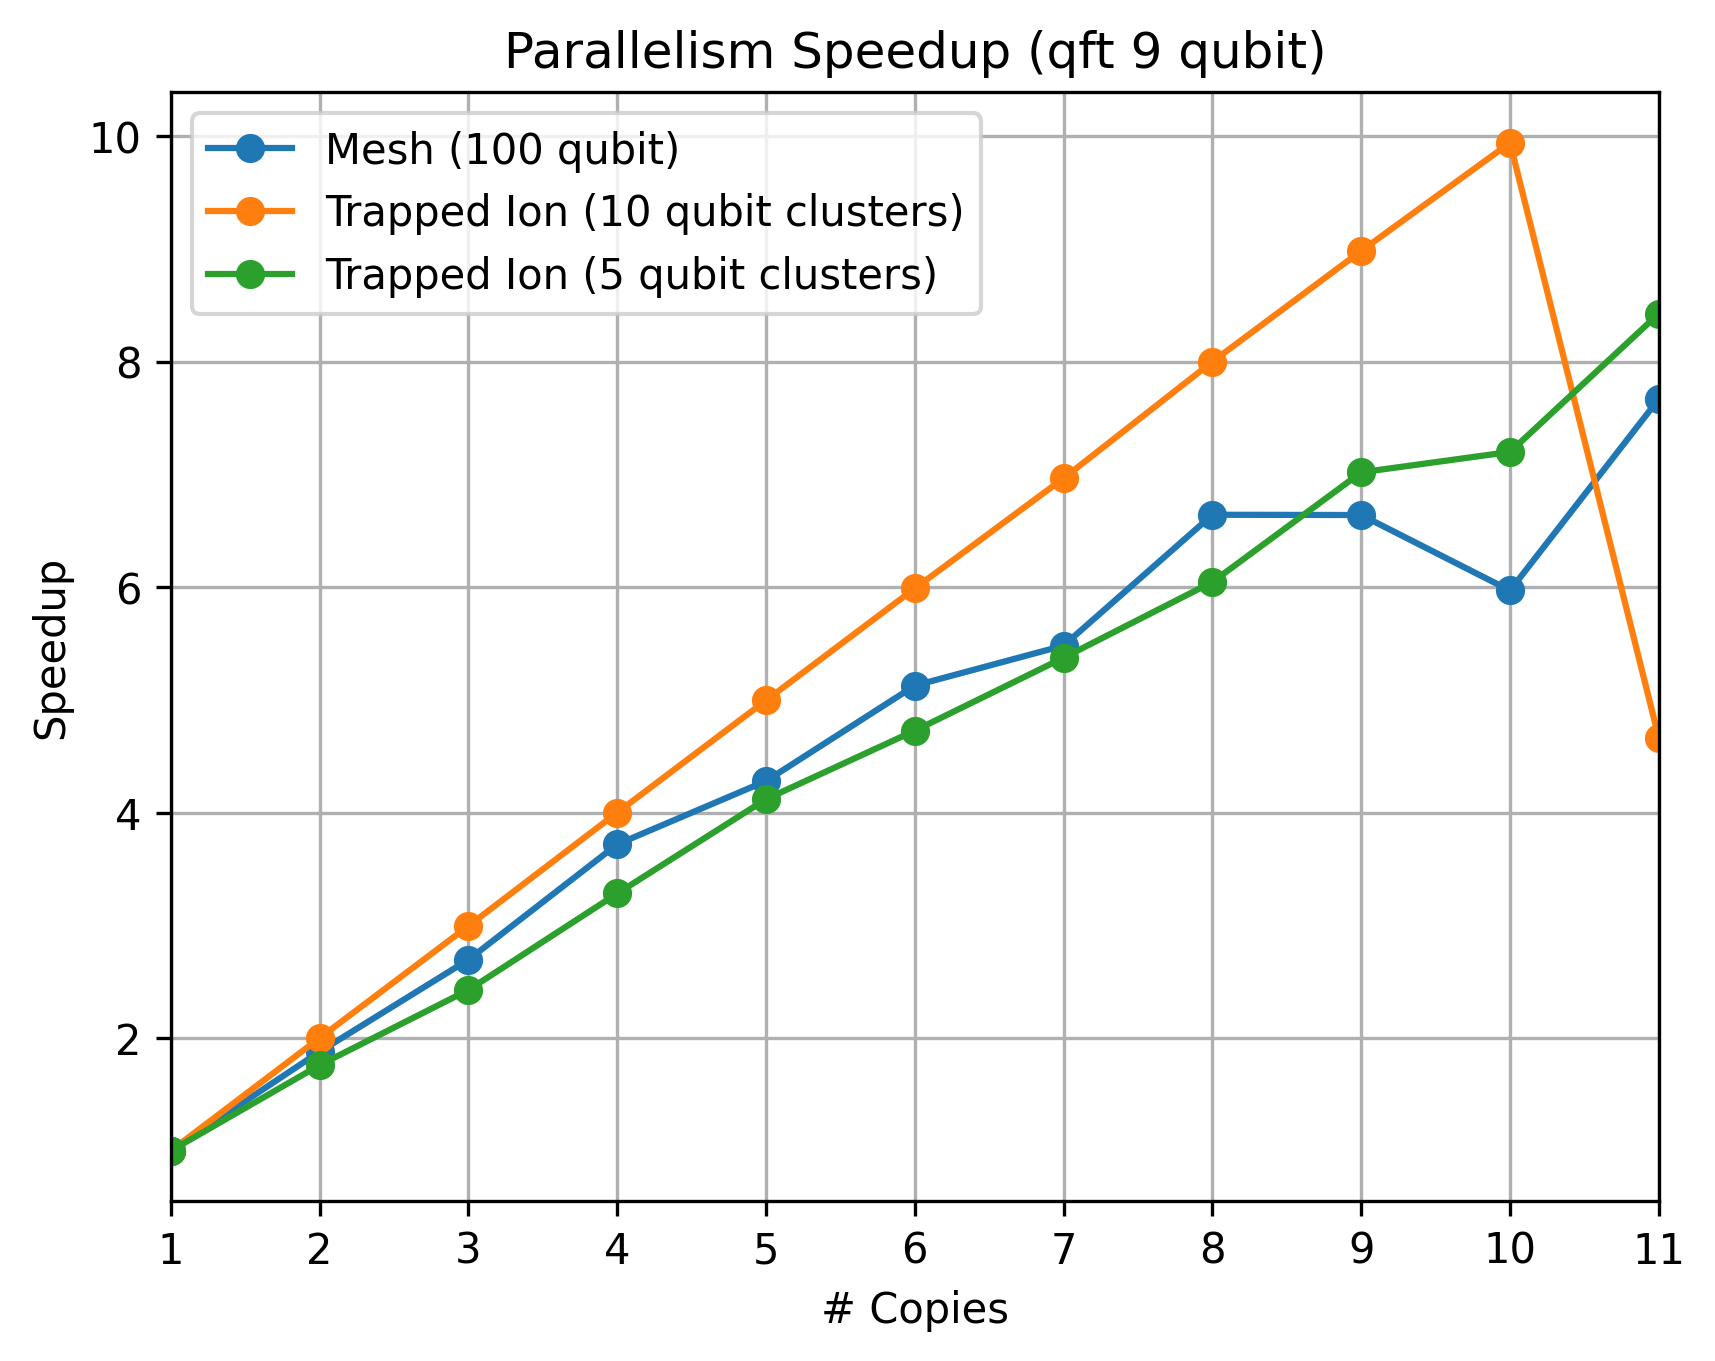 Parallelism Speedup (qft 9 qubit)
Mesh (100 qubit)
Trapped Ion (10 qubit clusters)
Trapped Ion (5 qubit clusters)
10
8
6
4
2
Speedup
1 2 3 4 5 6 7 8 9 10 11
# Copies